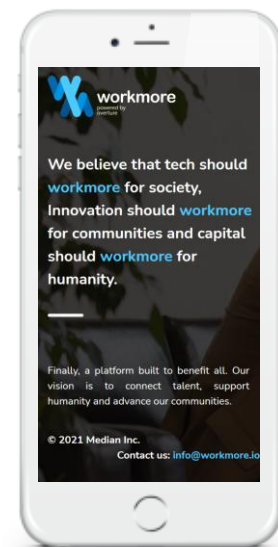 workmore
powered by
overture
We believe that tech should
workmore for society,
Innovation should workmore
for communities and capital
should workmore for
humanity.
Finally, a platform built to benefit all. Our
vision is to connect talent, support
humanity and advance our communities.
© 2021 Median Inc.
Contact us: info@workmore.io